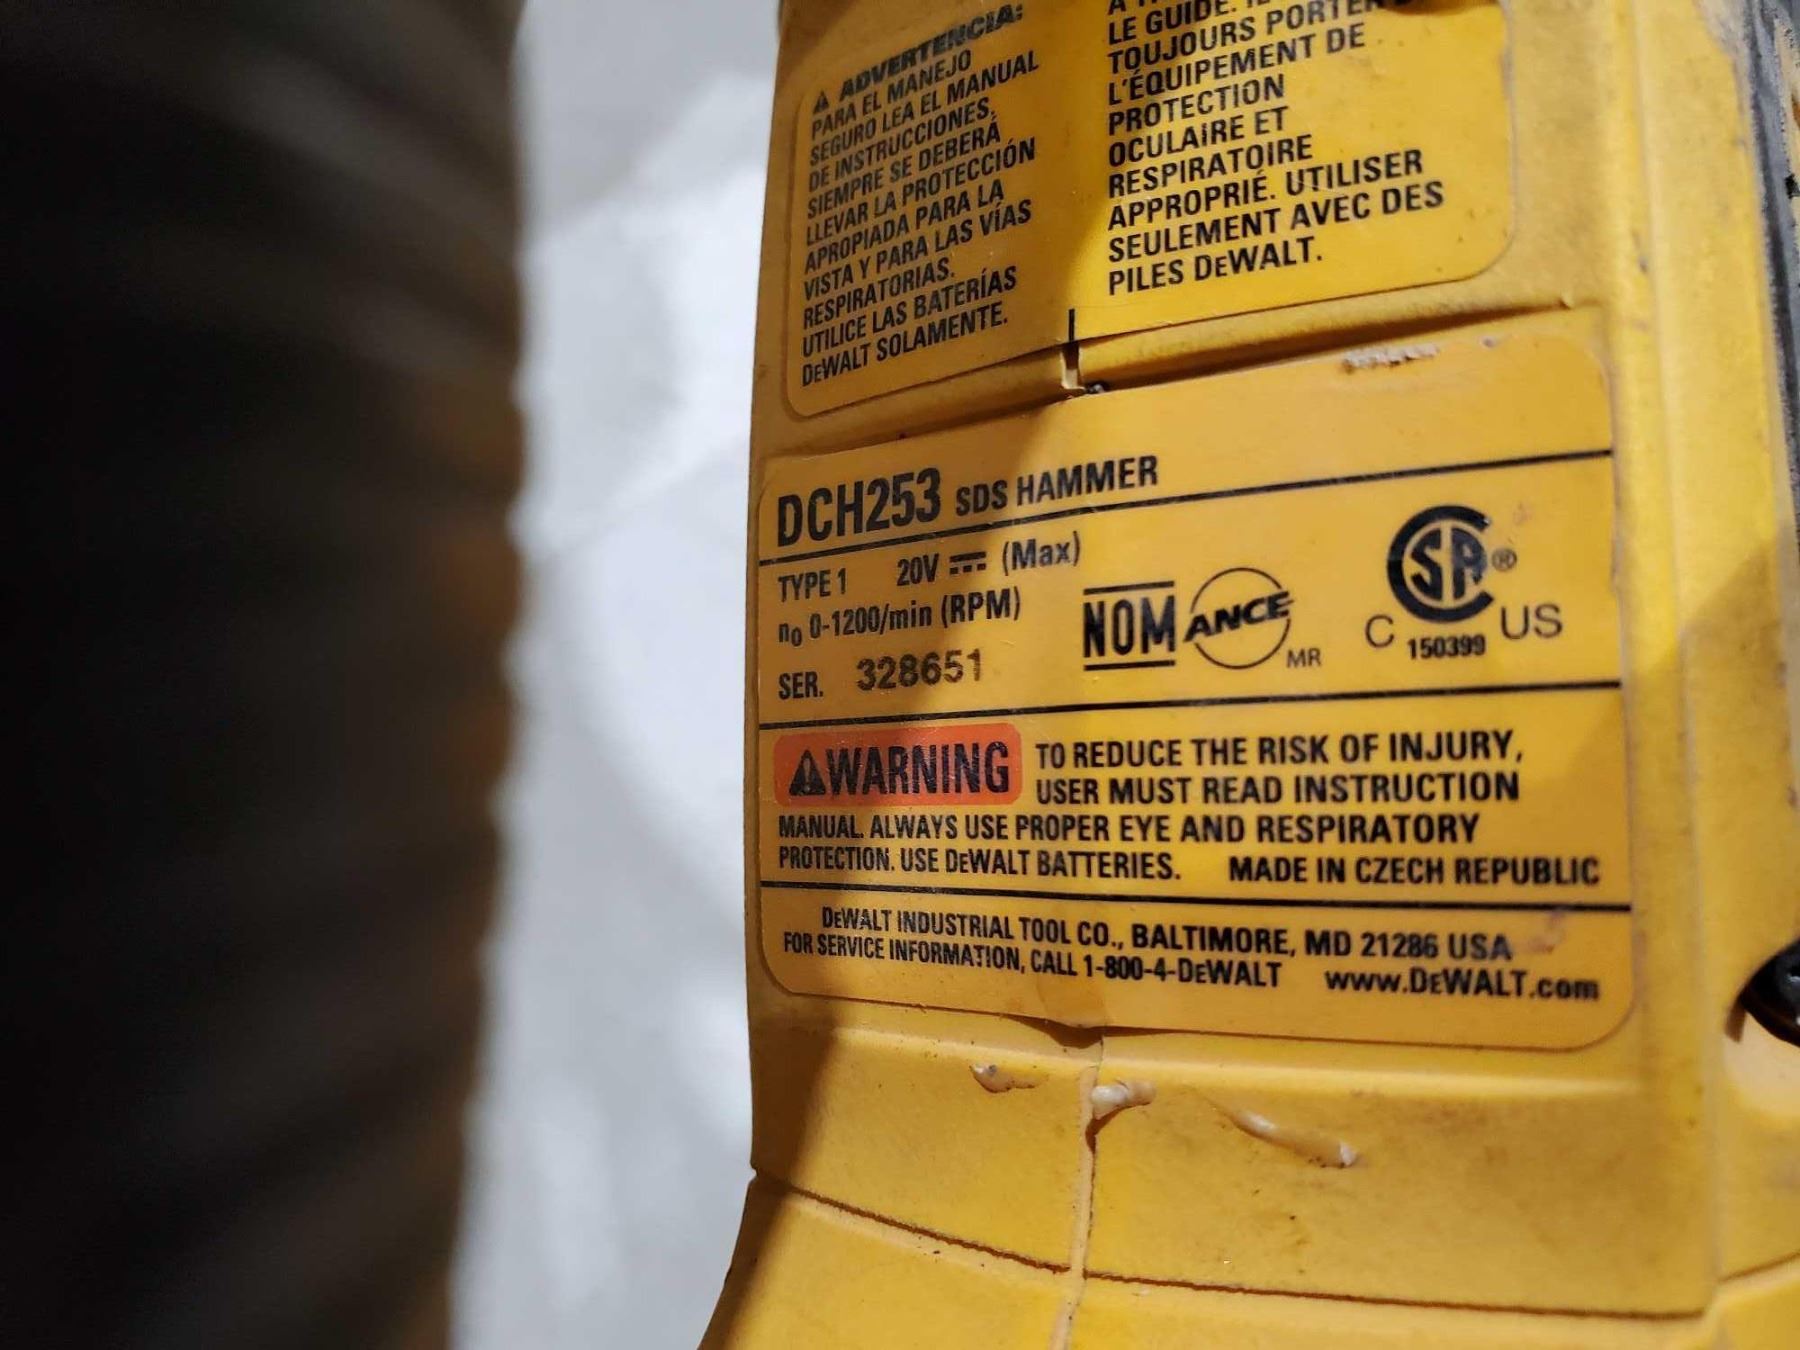 ADVERTENCIA:
PARA EL MANEJO
SEGURO LEA EL MANUAL
DE INSTRUCCIONES.
SIEMPRE SE DEBERÁ
LLEVAR LA PROTECCIÓN
APROPIADA PARA LA
VISTA Y PARA LAS VÍAS
RESPIRATORIAS.
UTILICE LAS BATERÍAS
DEWALT SOLAMENTE.
LE GUIDE.
TOUJOURS PORTER
L'ÉQUIPEMENT DE
PROTECTION
OCULAIRE ET
RESPIRATOIRE
APPROPRIÉ. UTILISER
SEULEMENT AVEC DES
PILES DEWALT.
DCH253 SDS HAMMER
TYPE 1 20V ⎓ (Max)
n₀ 0-1200/min (RPM)
SER. 328651
NOM ANCE MR
SA ®
C 150399 US
⚠WARNING TO REDUCE THE RISK OF INJURY,
USER MUST READ INSTRUCTION
MANUAL. ALWAYS USE PROPER EYE AND RESPIRATORY
PROTECTION. USE DEWALT BATTERIES. MADE IN CZECH REPUBLIC
DEWALT INDUSTRIAL TOOL CO., BALTIMORE, MD 21286 USA
FOR SERVICE INFORMATION, CALL 1-800-4-DEWALT www.DEWALT.com